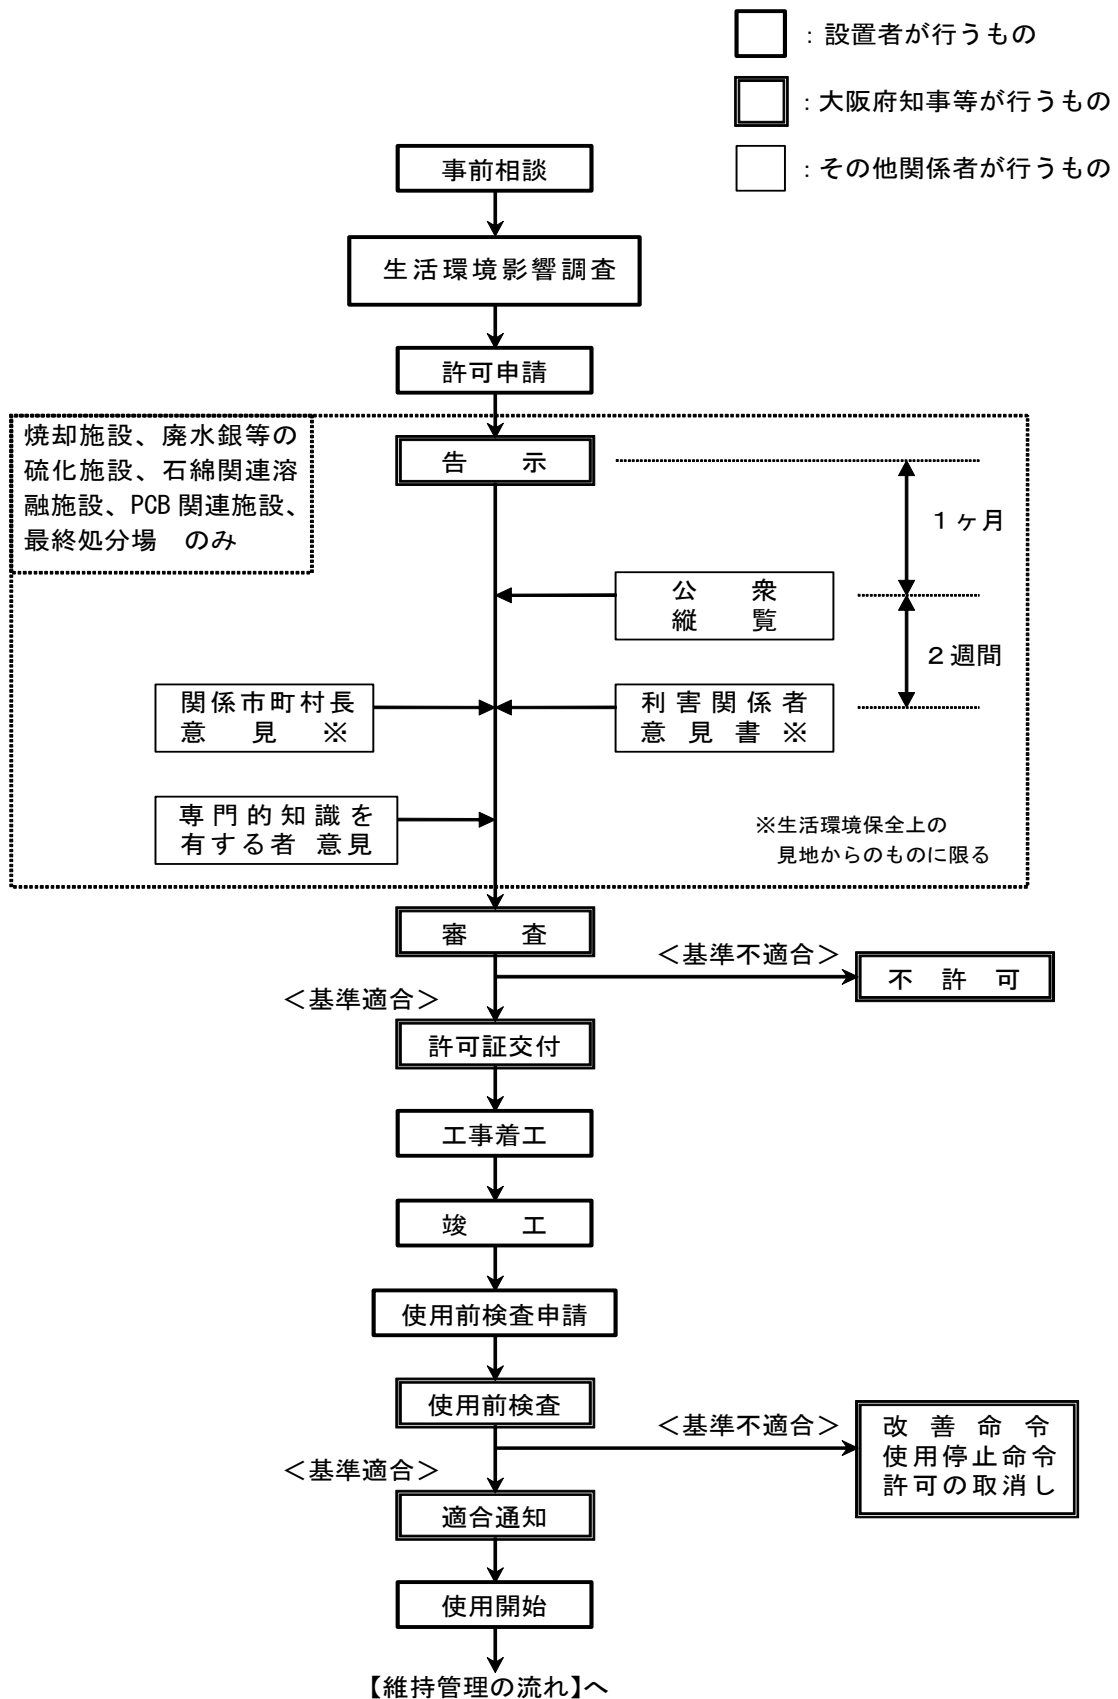 ：設置者が行うもの
：大阪府知事等が行うもの
：その他関係者が行うもの
事前相談
生活環境影響調査
許可申請
焼却施設、廃水銀等の
硫化施設、石綿関連溶
融施設、PCB関連施設、
最終処分場　のみ
告　示
１ヶ月
公　衆
縦　覧
２週間
関係市町村長
意　見　※
利害関係者
意見書※
専門的知識を
有する者 意見
※生活環境保全上の
見地からのものに限る
審　査
＜基準不適合＞
不 許 可
＜基準適合＞
許可証交付
工事着工
竣　工
使用前検査申請
使用前検査
＜基準不適合＞
改 善 命 令
使用停止命令
許可の取消し
＜基準適合＞
適合通知
使用開始
【維持管理の流れ】へ